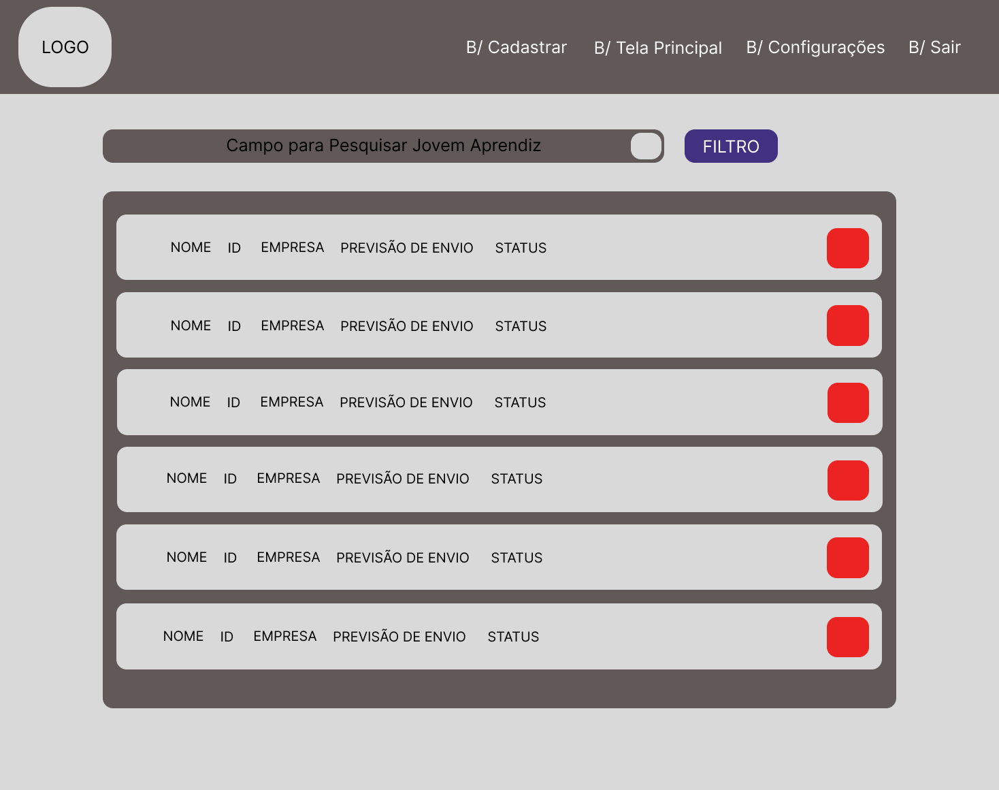 LOGO
B/ Cadastrar B/ Tela Principal B/ Configurações B/ Sair
Campo para Pesquisar Jovem Aprendiz FILTRO
NOME ID EMPRESA PREVISÃO DE ENVIO STATUS
NOME ID EMPRESA PREVISÃO DE ENVIO STATUS
NOME ID EMPRESA PREVISÃO DE ENVIO STATUS
NOME ID EMPRESA PREVISÃO DE ENVIO STATUS
NOME ID EMPRESA PREVISÃO DE ENVIO STATUS
NOME ID EMPRESA PREVISÃO DE ENVIO STATUS